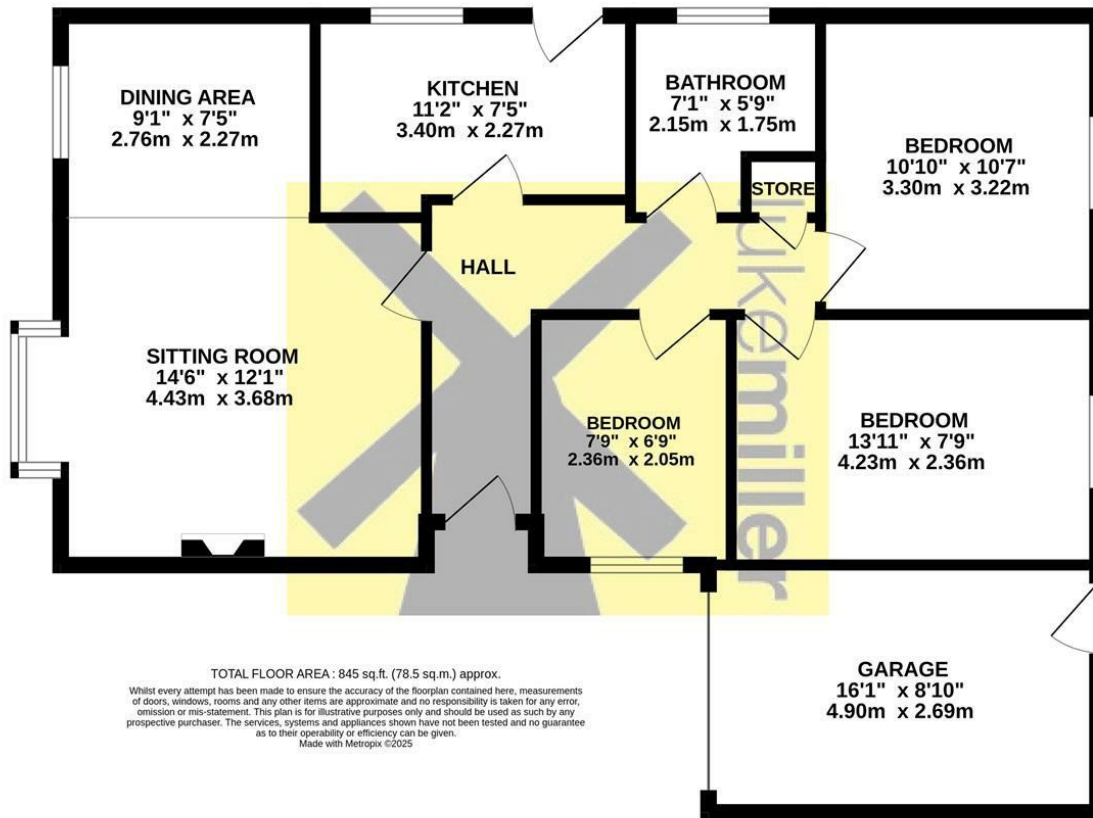 DINING AREA
9'1" x 7'5"
2.76m x 2.27m
KITCHEN
11'2" x 7'5"
3.40m x 2.27m
BATHROOM
7'1" x 5'9"
2.15m x 1.75m
STORE
BEDROOM
10'10" x 10'7"
3.30m x 3.22m
HALL
SITTING ROOM
14'6" x 12'1"
4.43m x 3.68m
BEDROOM
7'9" x 6'9"
2.36m x 2.05m
lukemiller
BEDROOM
13'11" x 7'9"
4.23m x 2.36m
GARAGE
16'1" x 8'10"
4.90m x 2.69m
TOTAL FLOOR AREA : 845 sq.ft. (78.5 sq.m.) approx.
Whilst every attempt has been made to ensure the accuracy of the floorplan contained here, measurements
of doors, windows, rooms and any other items are approximate and no responsibility is taken for any error,
omission or mis-statement. This plan is for illustrative purposes only and should be used as such by any
prospective purchaser. The services, systems and appliances shown have not been tested and no guarantee
as to their operability or efficiency can be given.
Made with Metropix ©2025